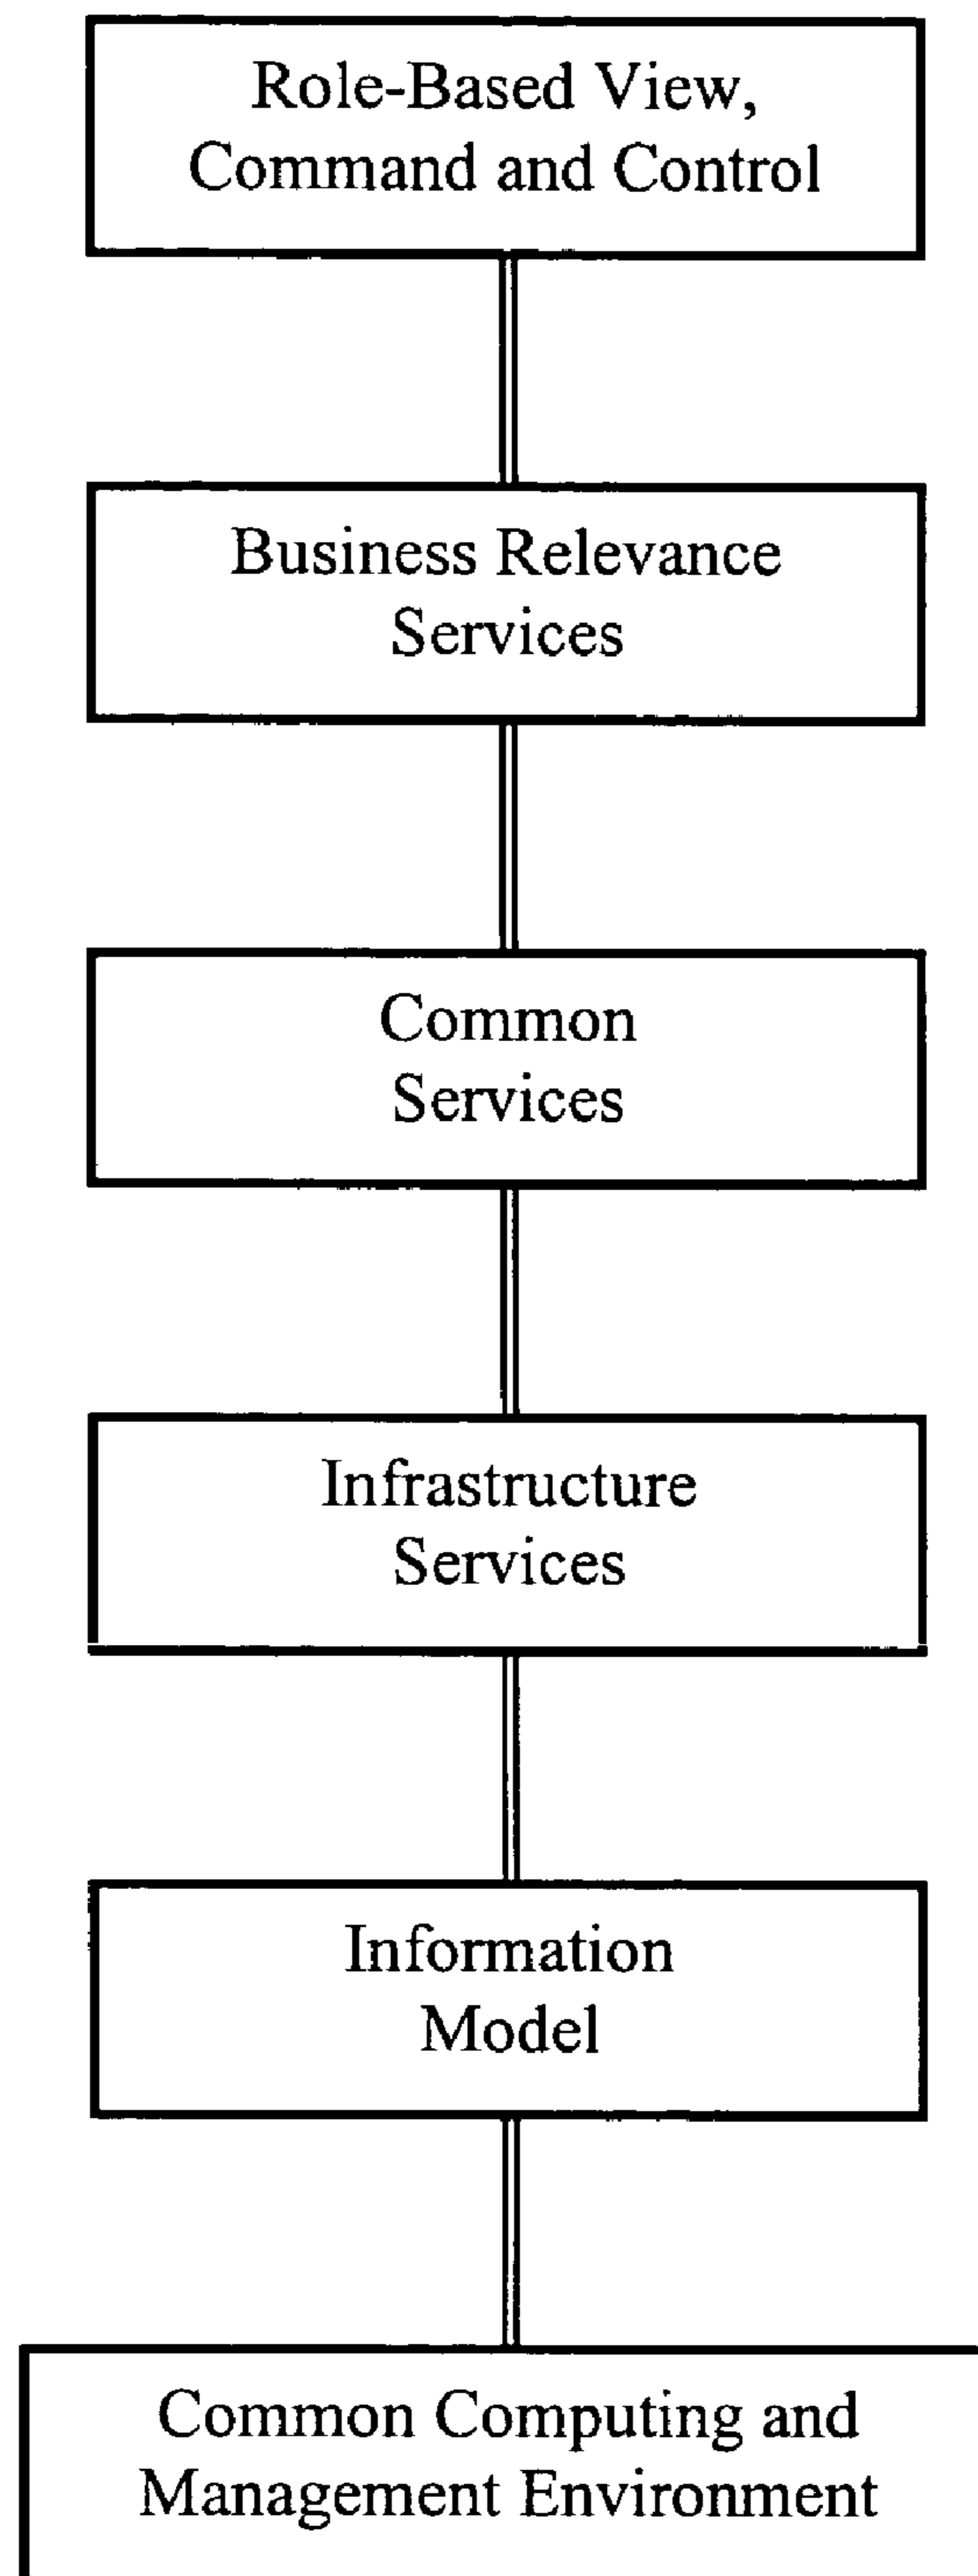 Role-Based View,
Command and Control
Business Relevance
Services
Common
Services
Infrastructure
Services
Information
Model
Common Computing and
Management Environment